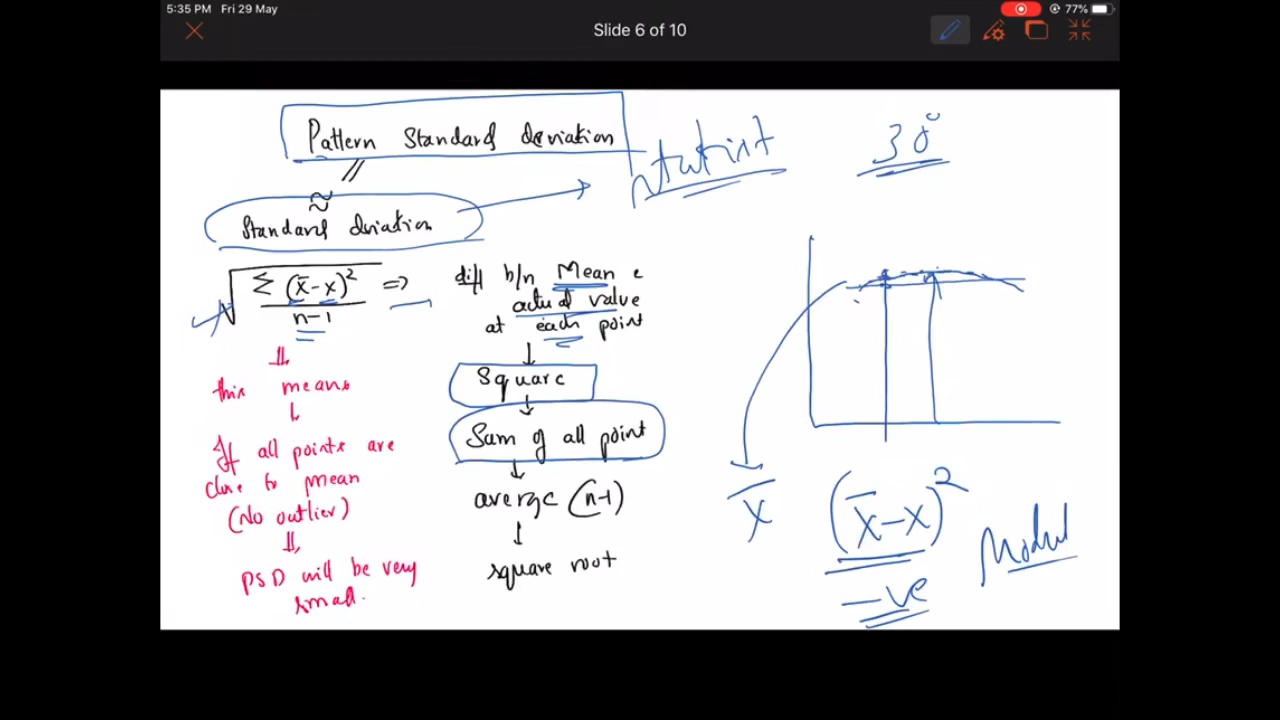 5:35 PM Fri 29 May
77%
Slide 6 of 10
Pattern Standard deviation
≈
Standard deviation
30°
√ Σ (x̄-x)² / n-1 =>
diff b/n Mean &
actual value
at each point
↓
Square
↓
Sum of all point
↓
average (n-1)
↓
square root
⇓
this means
↓
If all points are
close to mean
(No outlier)
⇓
PSD will be very
small.
x̄
(x̄-x)²
-ve